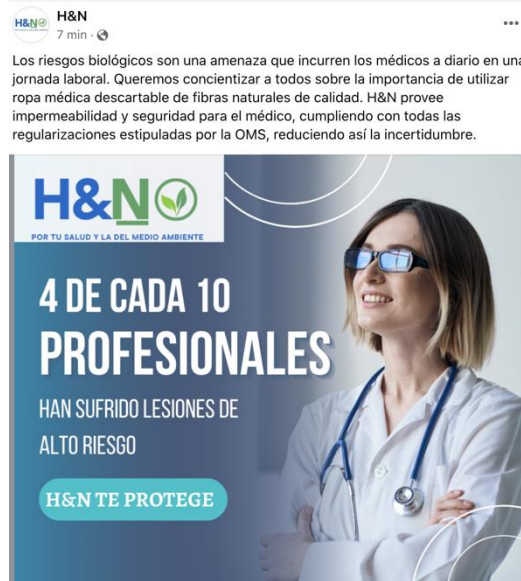 H&N
H&N
7 min
Los riesgos biológicos son una amenaza que incurren los médicos a diario en una
jornada laboral. Queremos concientizar a todos sobre la importancia de utilizar
ropa médica descartable de fibras naturales de calidad. H&N provee
impermeabilidad y seguridad para el médico, cumpliendo con todas las
regularizaciones estipuladas por la OMS, reduciendo así la incertidumbre.
H&N
POR TU SALUD Y LA DEL MEDIO AMBIENTE
4 DE CADA 10
PROFESIONALES
HAN SUFRIDO LESIONES DE
ALTO RIESGO
H&N TE PROTEGE